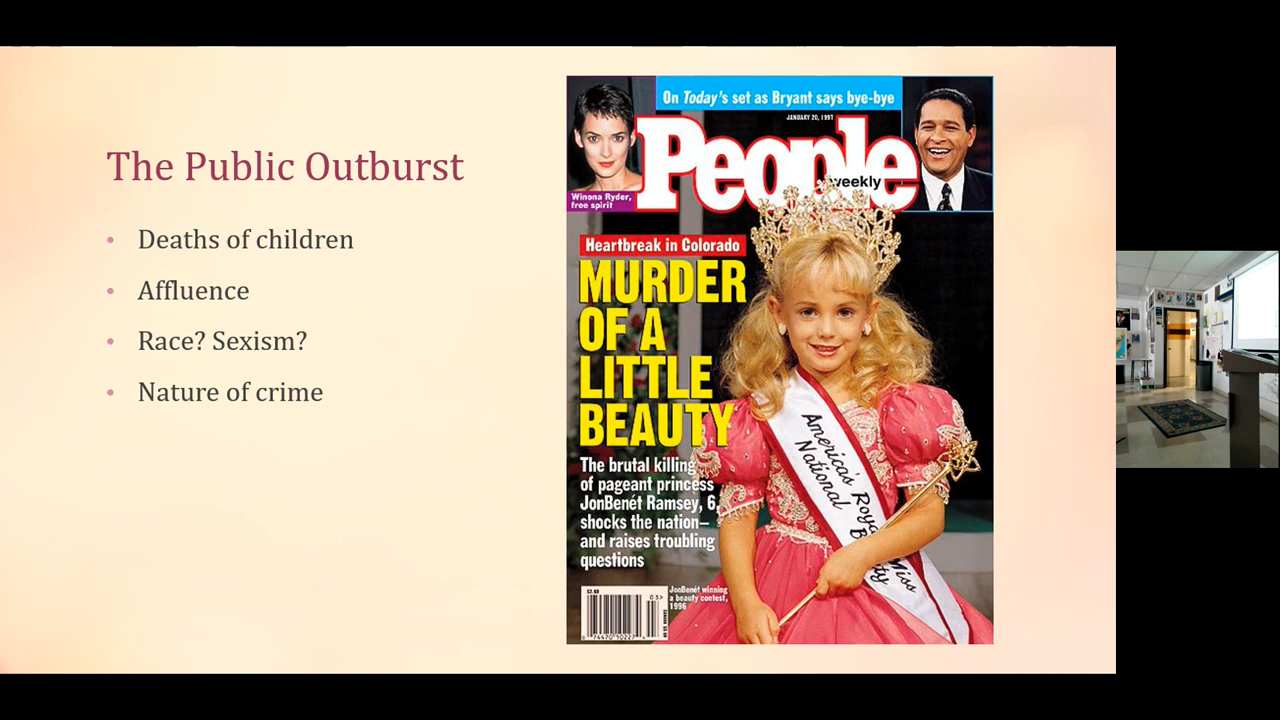 The Public Outburst
• Deaths of children
• Affluence
• Race? Sexism?
• Nature of crime
On Today's set as Bryant says bye-bye
JANUARY 20, 1997
People
weekly
Winona Ryder,
free spirit
Heartbreak in Colorado
MURDER
OF A
LITTLE
BEAUTY
The brutal killing
of pageant princess
JonBenét Ramsey, 6,
shocks the nation–
and raises troubling
questions
JonBenét winning
a beauty contest,
1996
03>
America's Roya Miss
National B ty